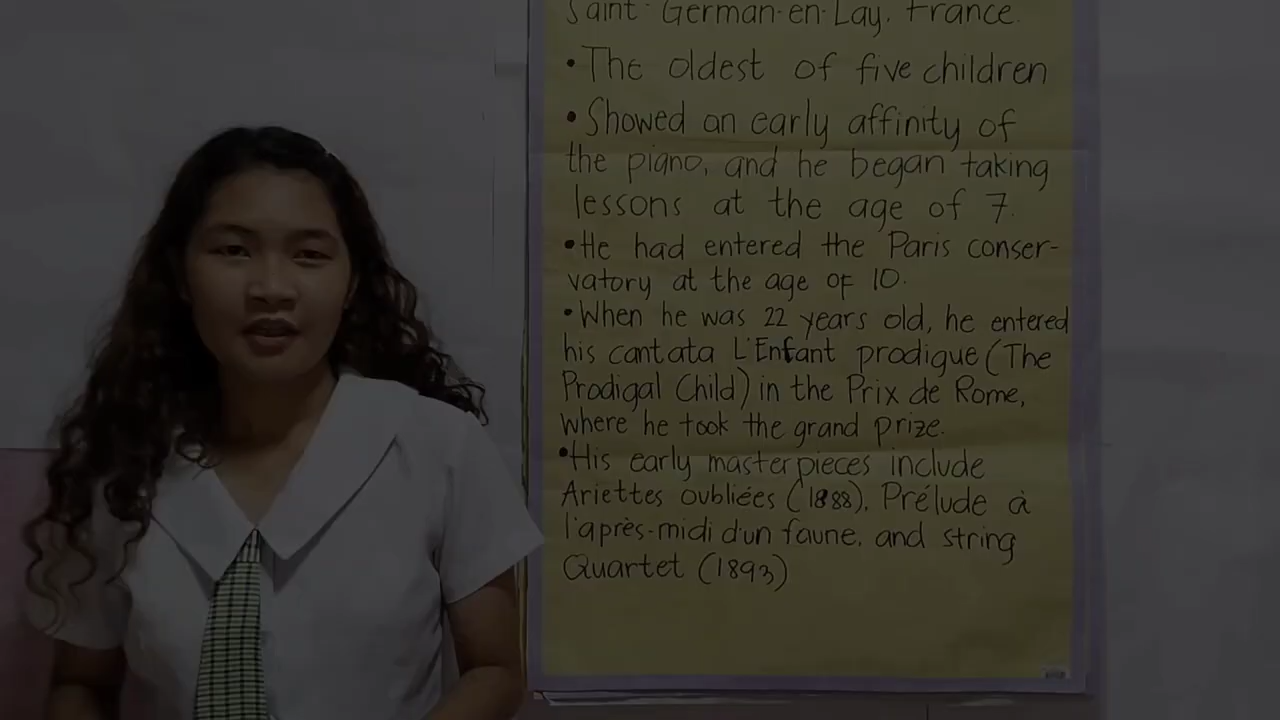 Saint-German-en-Lay, France.
•The oldest of five children
•Showed an early affinity of
the piano, and he began taking
lessons at the age of 7.
•He had entered the Paris conser-
vatory at the age of 10.
•When he was 22 years old, he entered
his cantata L'Enfant prodigue (The
Prodigal Child) in the Prix de Rome,
where he took the grand prize.
•His early masterpieces include
Ariettes oubliées (1888), Prélude à
l'après-midi d'un faune, and string
Quartet (1893)